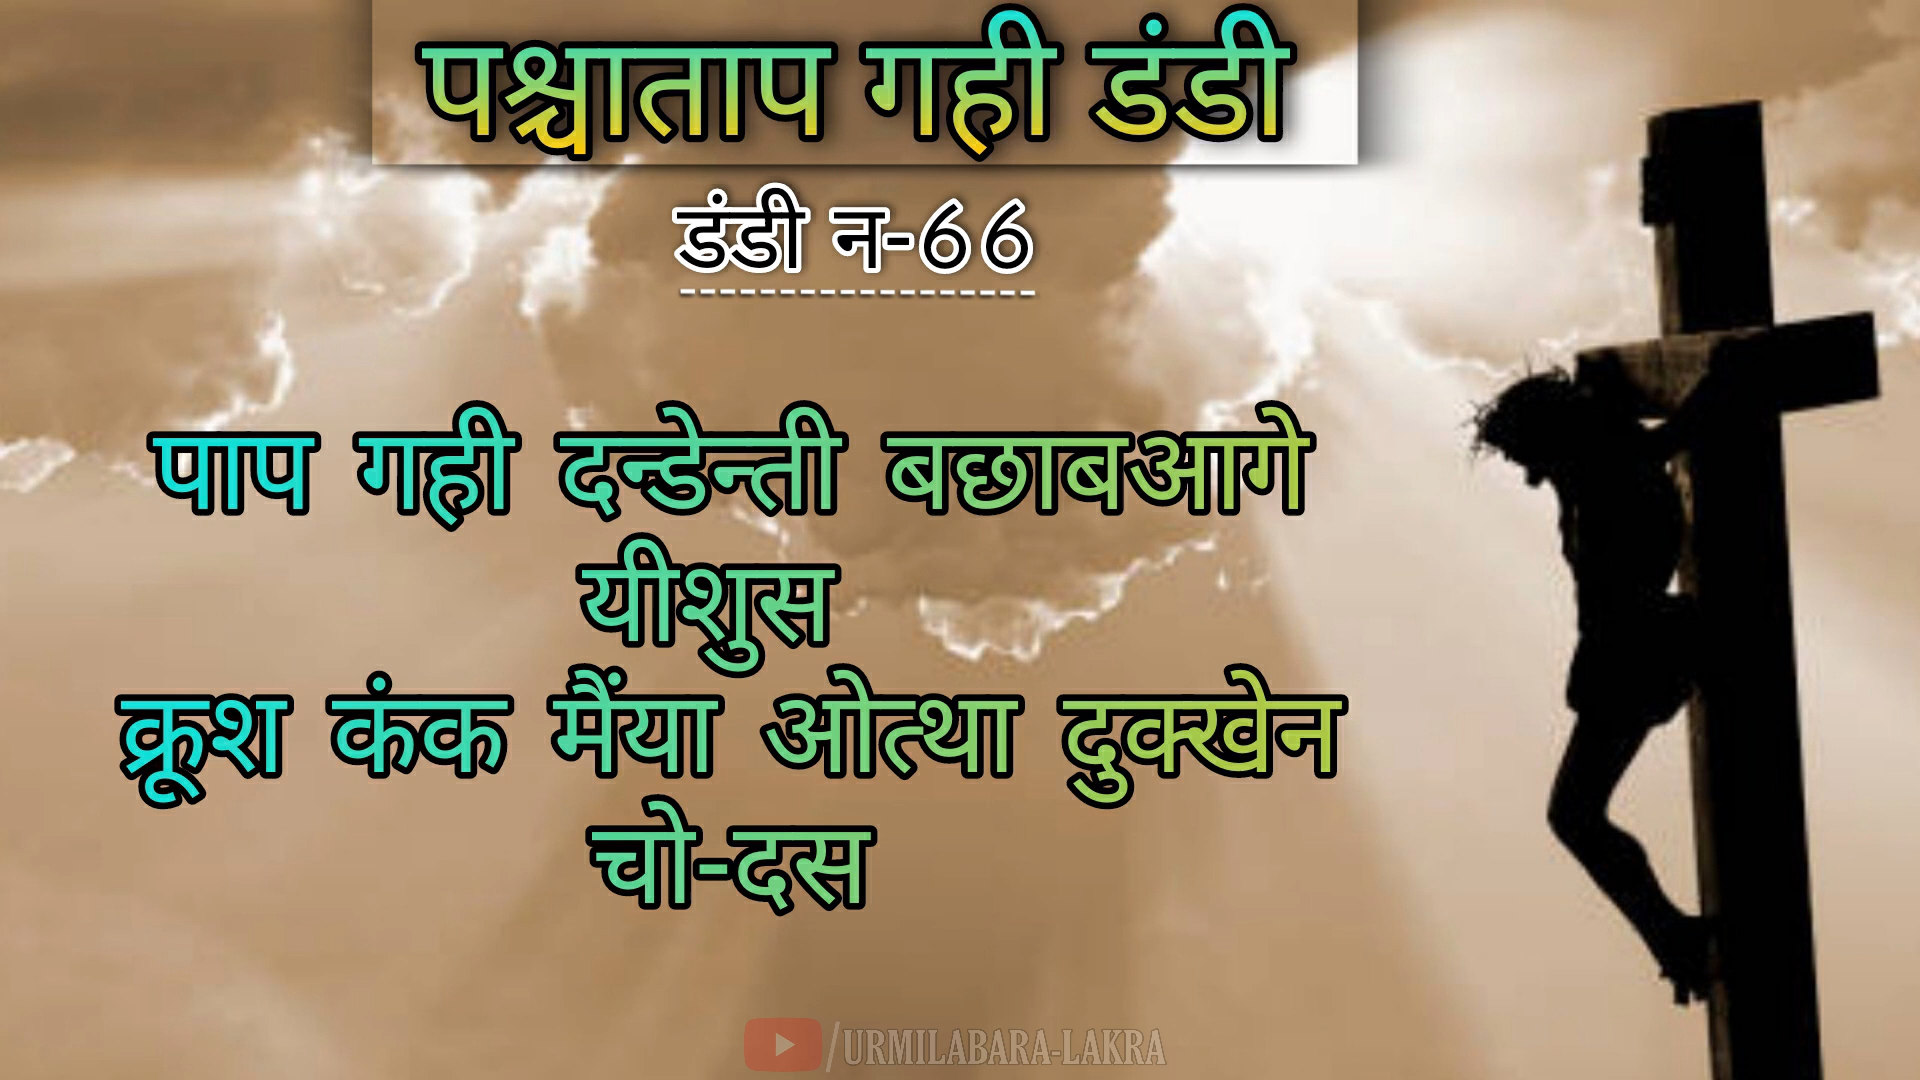 पश्चाताप गही डंडी
डंडी न-66
पाप गही दन्डेन्ती बछाबआगे
यीशुस
क्रूश कंक मैंया ओत्था दुक्खेन
चो-दस
/URMILABARA-LAKRA